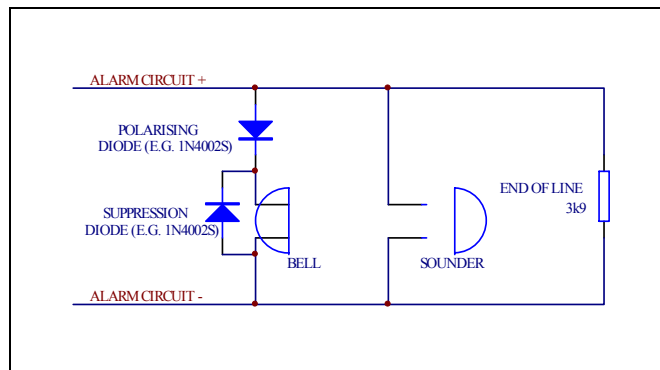 ALARM CIRCUIT +
POLARISING
DIODE (E.G. 1N4002S)
SUPPRESSION
DIODE (E.G. 1N4002S)
BELL
SOUNDER
END OF LINE
3k9
ALARM CIRCUIT -